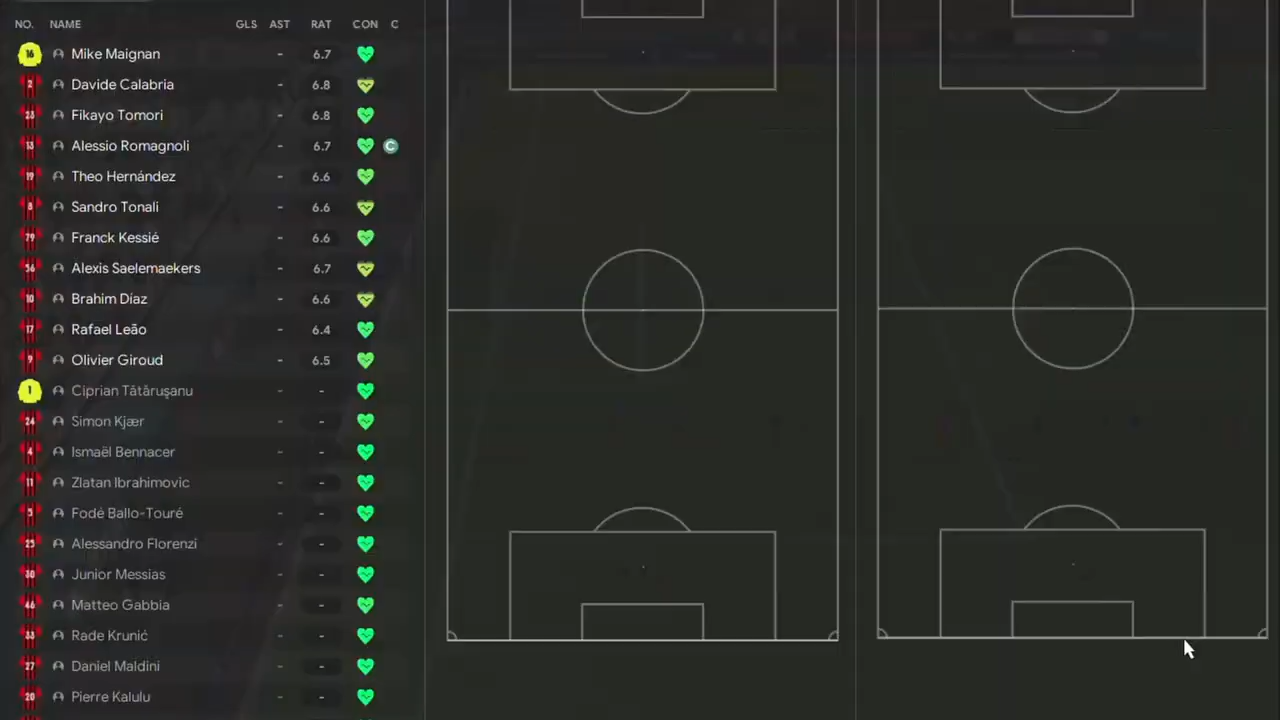 NO. NAME GLS AST RAT CON C
16 Mike Maignan - 6.7
2 Davide Calabria - 6.8
23 Fikayo Tomori - 6.8
13 Alessio Romagnoli - 6.7 C
19 Theo Hernández - 6.6
8 Sandro Tonali - 6.6
79 Franck Kessié - 6.6
56 Alexis Saelemaekers - 6.7
10 Brahim Díaz - 6.6
17 Rafael Leão - 6.4
9 Olivier Giroud - 6.5
1 Ciprian Tătărușanu - -
24 Simon Kjær - -
4 Ismaël Bennacer - -
11 Zlatan Ibrahimovic - -
5 Fodé Ballo-Touré - -
25 Alessandro Florenzi - -
30 Junior Messias - -
46 Matteo Gabbia - -
33 Rade Krunić - -
27 Daniel Maldini - -
20 Pierre Kalulu - -